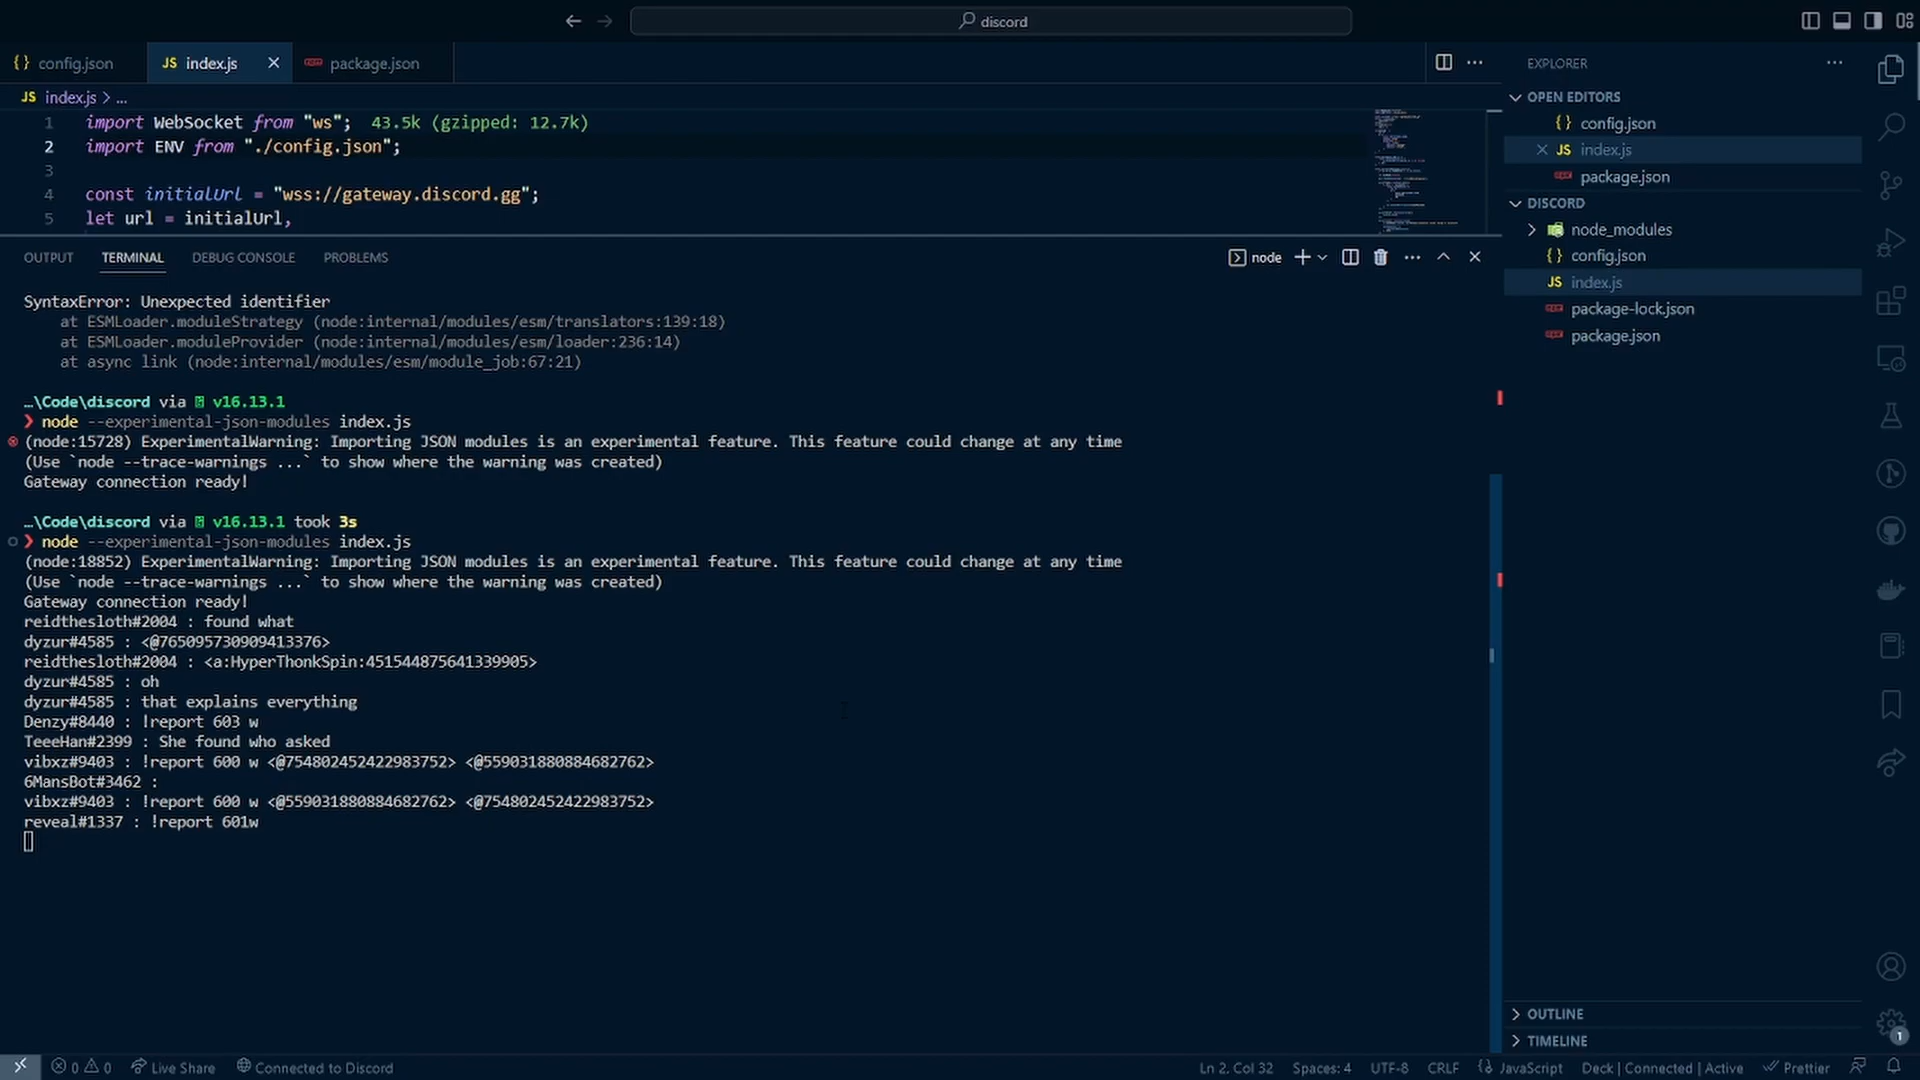 discord
config.json
index.js
package.json
index.js > ...
1 import WebSocket from "ws"; 43.5k (gzipped: 12.7k)
2 import ENV from "./config.json";
3
4 const initialUrl = "wss://gateway.discord.gg";
5 let url = initialUrl,
OUTPUT TERMINAL DEBUG CONSOLE PROBLEMS
node
SyntaxError: Unexpected identifier
at ESMLoader.moduleStrategy (node:internal/modules/esm/translators:139:18)
at ESMLoader.moduleProvider (node:internal/modules/esm/loader:236:14)
at async link (node:internal/modules/esm/module_job:67:21)
…\Code\discord via v16.13.1
❯ node --experimental-json-modules index.js
(node:15728) ExperimentalWarning: Importing JSON modules is an experimental feature. This feature could change at any time
(Use `node --trace-warnings ...` to show where the warning was created)
Gateway connection ready!
…\Code\discord via v16.13.1 took 3s
❯ node --experimental-json-modules index.js
(node:18852) ExperimentalWarning: Importing JSON modules is an experimental feature. This feature could change at any time
(Use `node --trace-warnings ...` to show where the warning was created)
Gateway connection ready!
reidthesloth#2004 : found what
dyzur#4585 : <@765095730909413376>
reidthesloth#2004 : <a:HyperThonkSpin:451544875641339905>
dyzur#4585 : oh
dyzur#4585 : that explains everything
Denzy#8440 : !report 603 w
TeeeHan#2399 : She found who asked
vibxz#9403 : !report 600 w <@754802452422983752> <@559031880884682762>
6MansBot#3462 :
vibxz#9403 : !report 600 w <@559031880884682762> <@754802452422983752>
reveal#1337 : !report 601w
EXPLORER
OPEN EDITORS
config.json
JS index.js
package.json
DISCORD
node_modules
config.json
JS index.js
package-lock.json
package.json
OUTLINE
TIMELINE
1
0 0 Live Share Connected to Discord
Ln 2, Col 32 Spaces: 4 UTF-8 CRLF JavaScript Deck | Connected | Active Prettier